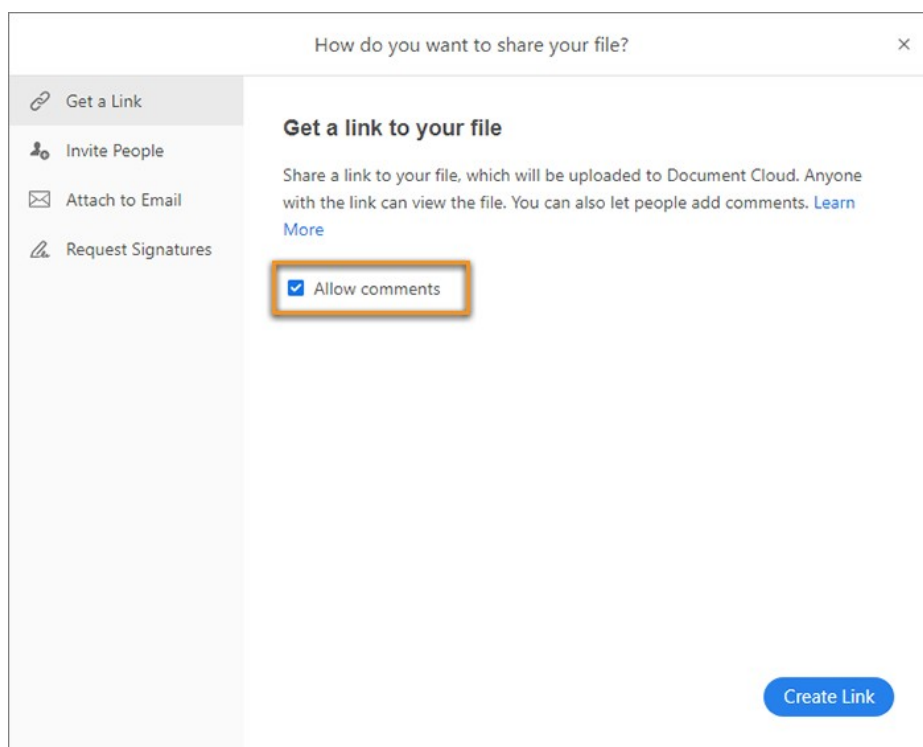 How do you want to share your file?
Get a Link
Invite People
Attach to Email
Request Signatures
Get a link to your file
Share a link to your file, which will be uploaded to Document Cloud. Anyone
with the link can view the file. You can also let people add comments. Learn
More
Allow comments
Create Link